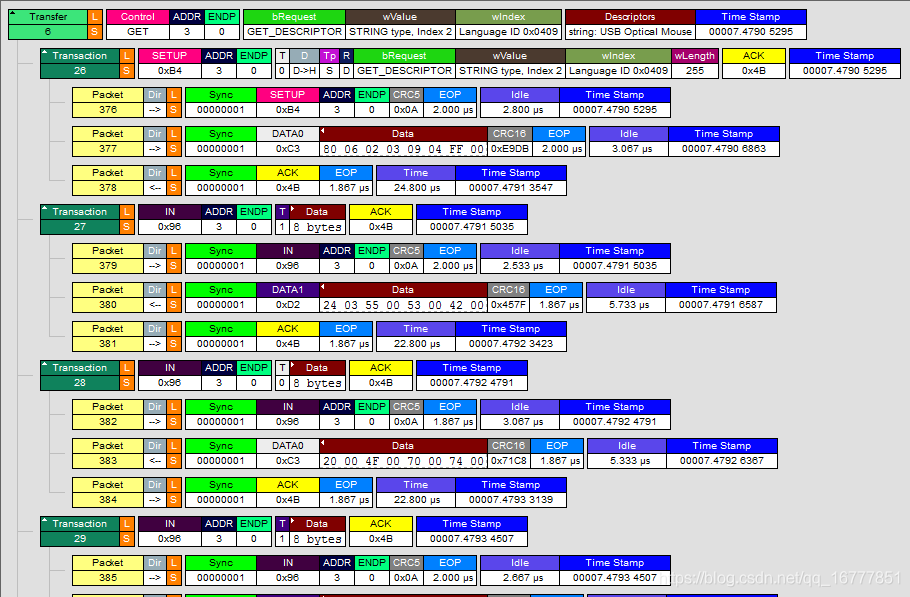 Transfer L Control ADDR ENDP bRequest wValue wIndex Descriptors Time Stamp
6 S GET 3 0 GET_DESCRIPTOR STRING type, Index 2 Language ID 0x0409 string: USB Optical Mouse 00007.4790 5295
Transaction L SETUP ADDR ENDP T D Tp R bRequest wValue wIndex wLength ACK Time Stamp
26 S 0xB4 3 0 0 D->H S D GET_DESCRIPTOR STRING type, Index 2 Language ID 0x0409 255 0x4B 00007.4790 5295
Packet Dir L Sync SETUP ADDR ENDP CRC5 EOP Idle Time Stamp
376 --> S 00000001 0xB4 3 0 0x0A 2.000 µs 2.800 µs 00007.4790 5295
Packet Dir L Sync DATA0 Data CRC16 EOP Idle Time Stamp
377 --> S 00000001 0xC3 80 06 02 03 09 04 FF 00 0xE9DB 2.000 µs 3.067 µs 00007.4790 6863
Packet Dir L Sync ACK EOP Time Time Stamp
378 <-- S 00000001 0x4B 1.867 µs 24.800 µs 00007.4791 3547
Transaction L IN ADDR ENDP T Data ACK Time Stamp
27 S 0x96 3 0 1 8 bytes 0x4B 00007.4791 5035
Packet Dir L Sync IN ADDR ENDP CRC5 EOP Idle Time Stamp
379 --> S 00000001 0x96 3 0 0x0A 2.000 µs 2.533 µs 00007.4791 5035
Packet Dir L Sync DATA1 Data CRC16 EOP Idle Time Stamp
380 <-- S 00000001 0xD2 24 03 55 00 53 00 42 00 0x457F 1.867 µs 5.733 µs 00007.4791 6587
Packet Dir L Sync ACK EOP Time Time Stamp
381 --> S 00000001 0x4B 1.867 µs 22.800 µs 00007.4792 3423
Transaction L IN ADDR ENDP T Data ACK Time Stamp
28 S 0x96 3 0 0 8 bytes 0x4B 00007.4792 4791
Packet Dir L Sync IN ADDR ENDP CRC5 EOP Idle Time Stamp
382 --> S 00000001 0x96 3 0 0x0A 1.867 µs 3.067 µs 00007.4792 4791
Packet Dir L Sync DATA0 Data CRC16 EOP Idle Time Stamp
383 <-- S 00000001 0xC3 20 00 4F 00 70 00 74 00 0x71C8 1.867 µs 5.333 µs 00007.4792 6367
Packet Dir L Sync ACK EOP Time Time Stamp
384 --> S 00000001 0x4B 1.867 µs 22.800 µs 00007.4793 3139
Transaction L IN ADDR ENDP T Data ACK Time Stamp
29 S 0x96 3 0 1 8 bytes 0x4B 00007.4793 4507
Packet Dir L Sync IN ADDR ENDP CRC5 EOP Idle Time Stamp
385 --> S 00000001 0x96 3 0 0x0A 2.000 µs 2.667 µs 00007.4793 4507
https://blog.csdn.net/qq_16777851